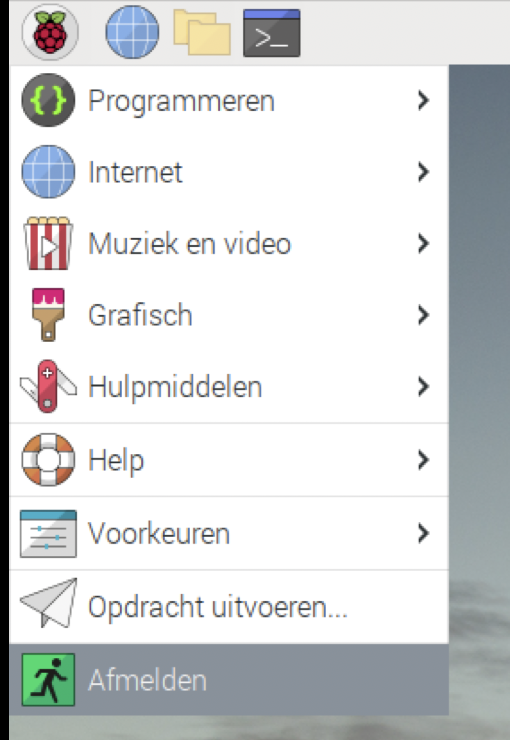 Programmeren
Internet
Muziek en video
Grafisch
Hulpmiddelen
Help
Voorkeuren
Opdracht uitvoeren...
Afmelden